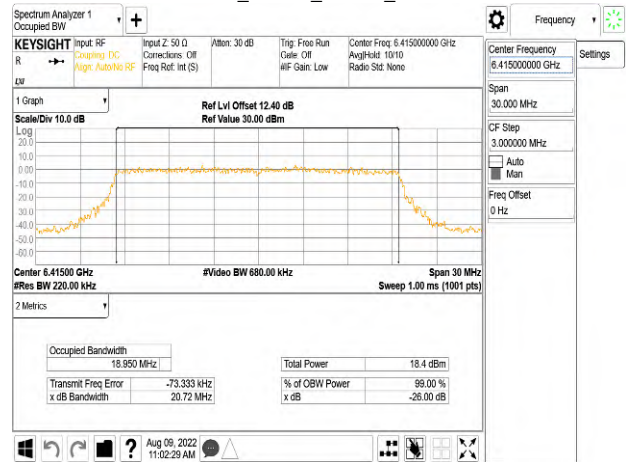 Spectrum Analyzer 1
Occupied BW
Frequency
KEYSIGHT
R
Input: RF
Coupling: DC
Align: Auto/No RF
Input Z: 50 Ω
Corrections: Off
Freq Ref: Int (S)
Atten: 30 dB
Trig: Free Run
Gate: Off
#IF Gain: Low
Center Freq: 6.415000000 GHz
Avg|Hold: 10/10
Radio Std: None
Center Frequency
6.415000000 GHz
Settings
Span
30.000 MHz
CF Step
3.000000 MHz
Auto
Man
Freq Offset
0 Hz
1 Graph
Scale/Div 10.0 dB
Ref Lvl Offset 12.40 dB
Ref Value 30.00 dBm
Log
20.0
10.0
0.00
-10.0
-20.0
-30.0
-40.0
-50.0
-60.0
Center 6.41500 GHz
#Res BW 220.00 kHz
#Video BW 680.00 kHz
Span 30 MHz
Sweep 1.00 ms (1001 pts)
2 Metrics
Occupied Bandwidth
18.950 MHz
Transmit Freq Error -73.333 kHz
x dB Bandwidth 20.72 MHz
Total Power 18.4 dBm
% of OBW Power 99.00 %
x dB -26.00 dB
Aug 09, 2022
11:02:29 AM